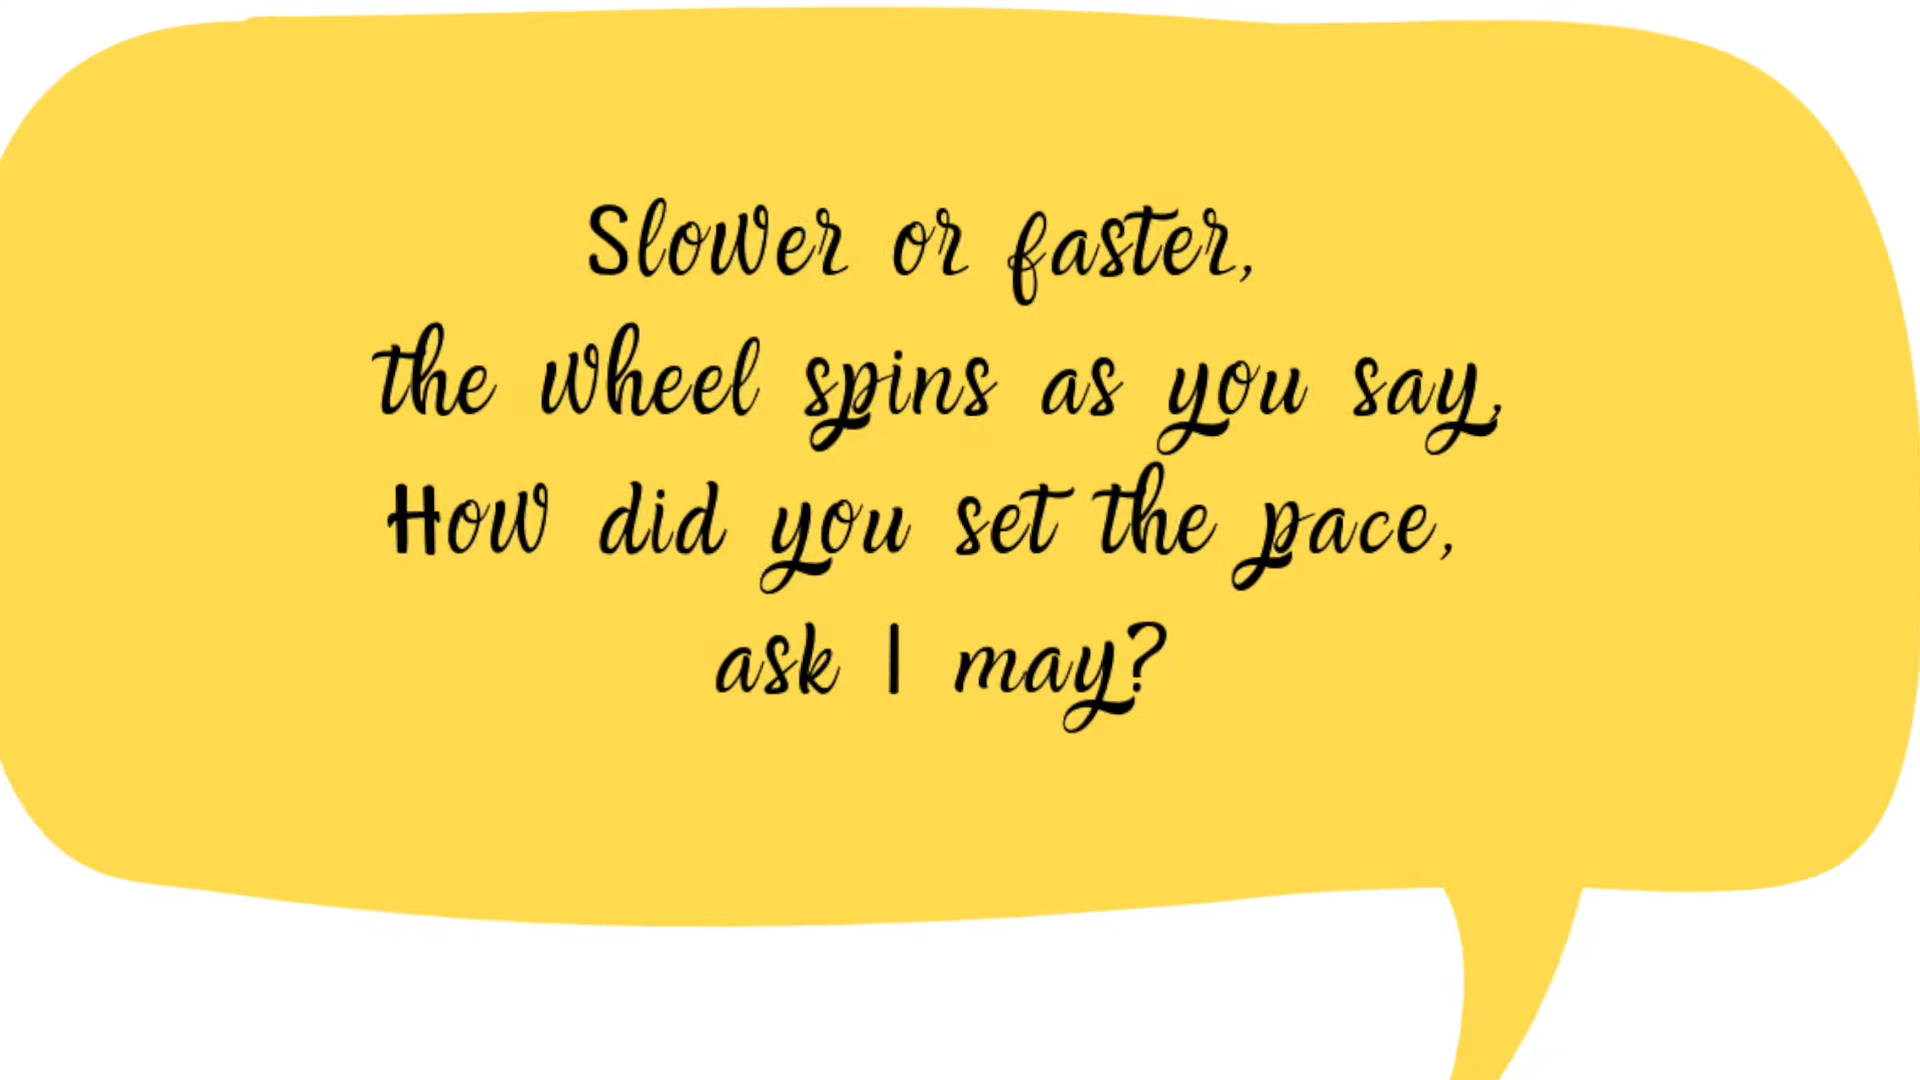 Slower or faster,
the wheel spins as you say,
How did you set the pace,
ask I may?